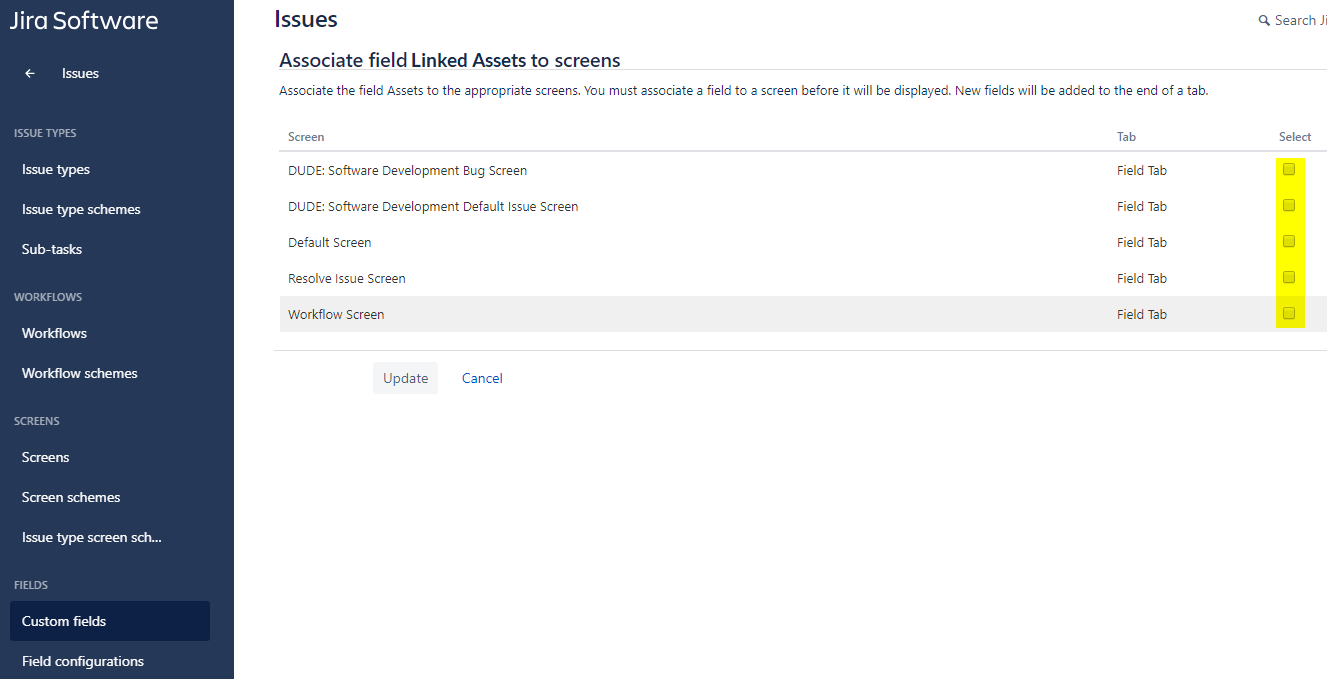 Jira Software
Issues
ISSUE TYPES
Issue types
Issue type schemes
Sub-tasks
WORKFLOWS
Workflows
Workflow schemes
SCREENS
Screens
Screen schemes
Issue type screen sch...
FIELDS
Custom fields
Field configurations
Issues
Search Ji
Associate field Linked Assets to screens
Associate the field Assets to the appropriate screens. You must associate a field to a screen before it will be displayed. New fields will be added to the end of a tab.
Screen Tab Select
DUDE: Software Development Bug Screen Field Tab
DUDE: Software Development Default Issue Screen Field Tab
Default Screen Field Tab
Resolve Issue Screen Field Tab
Workflow Screen Field Tab
Update Cancel